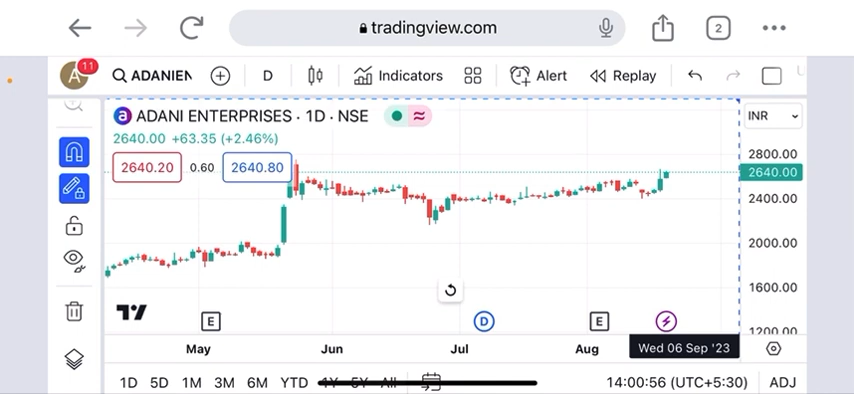 tradingview.com
2
A
11
ADANIEN
D
Indicators
Alert
Replay
ADANI ENTERPRISES · 1D · NSE
INR
2640.00 +63.35 (+2.46%)
2640.20
0.60
2640.80
2800.00
2640.00
2400.00
2000.00
1600.00
1200.00
E
D
E
May
Jun
Jul
Aug
Wed 06 Sep '23
1D 5D 1M 3M 6M YTD 1Y 5Y All
14:00:56 (UTC+5:30)
ADJ